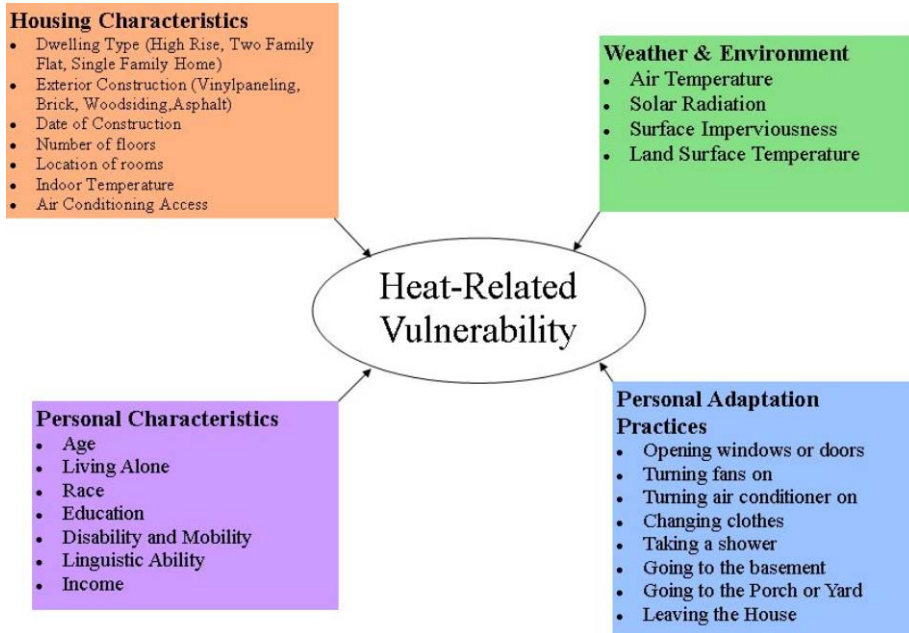 Housing Characteristics
• Dwelling Type (High Rise, Two Family
Flat, Single Family Home)
• Exterior Construction (Vinylpaneling,
Brick, Woodsiding,Asphalt)
• Date of Construction
• Number of floors
• Location of rooms
• Indoor Temperature
• Air Conditioning Access
Weather & Environment
• Air Temperature
• Solar Radiation
• Surface Imperviousness
• Land Surface Temperature
Heat-Related
Vulnerability
Personal Characteristics
• Age
• Living Alone
• Race
• Education
• Disability and Mobility
• Linguistic Ability
• Income
Personal Adaptation
Practices
• Opening windows or doors
• Turning fans on
• Turning air conditioner on
• Changing clothes
• Taking a shower
• Going to the basement
• Going to the Porch or Yard
• Leaving the House